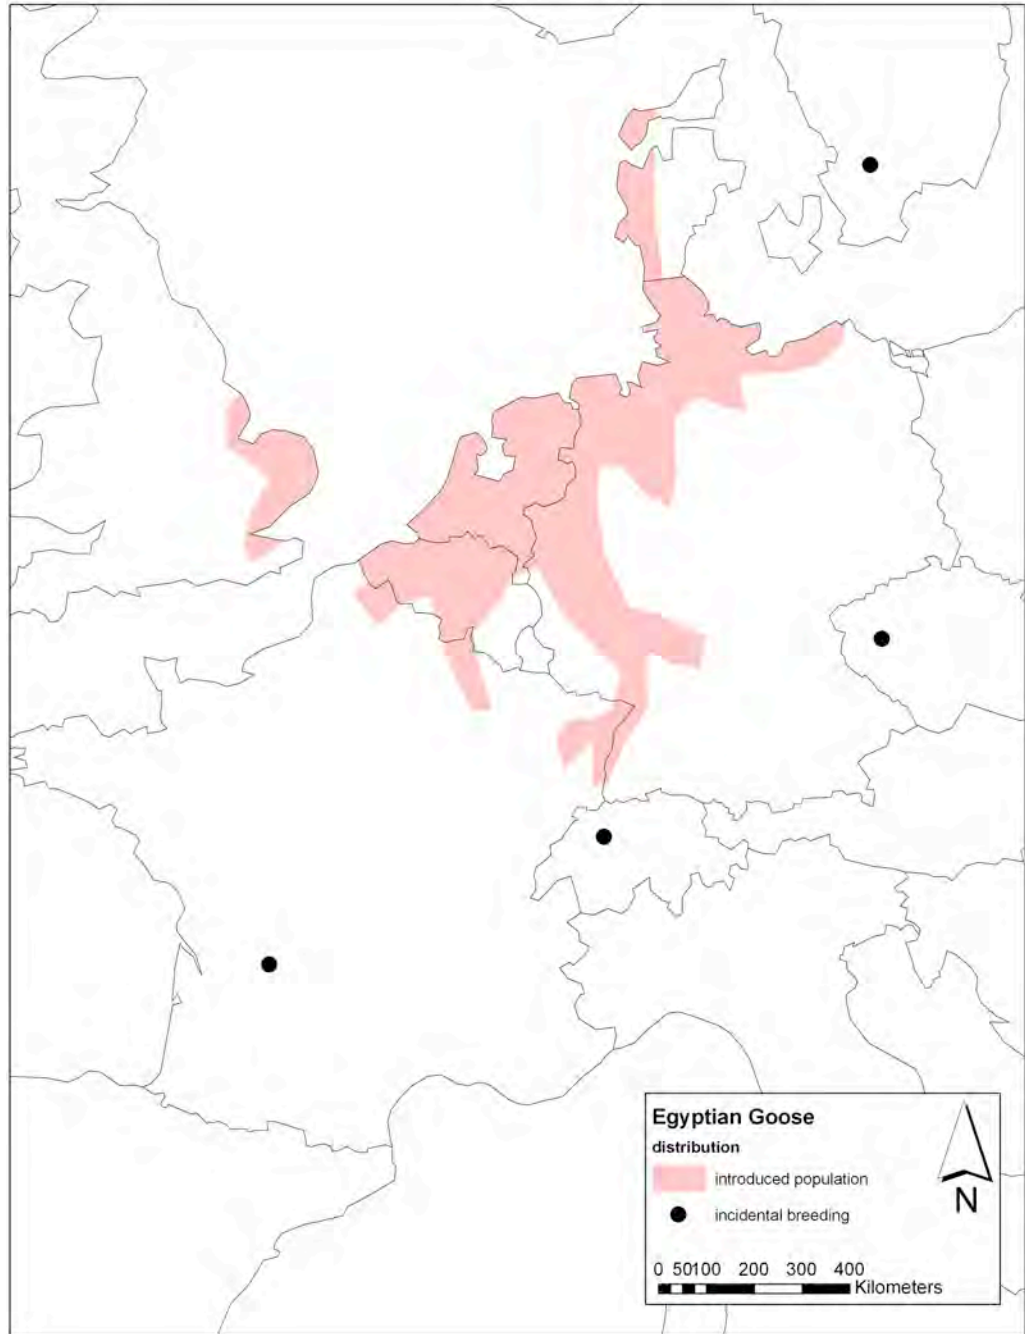 Egyptian Goose
distribution
introduced population
incidental breeding
N
0 50100 200 300 400
Kilometers